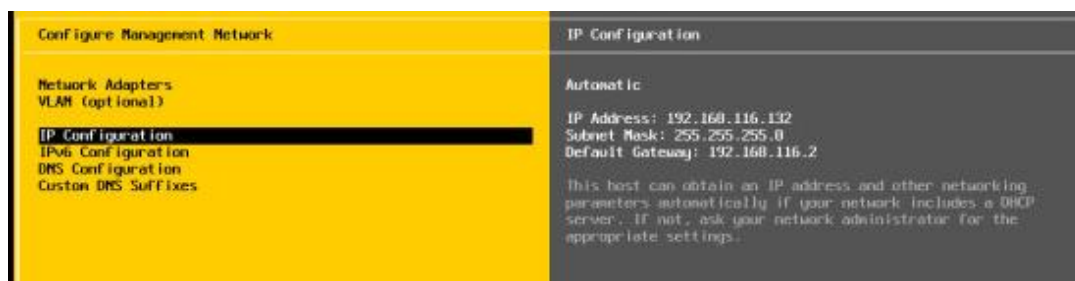 Configure Management Network
Network Adapters
VLAN (optional)
IP Configuration
IPv6 Configuration
DNS Configuration
Custom DNS Suffixes
IP Configuration
Automatic
IP Address: 192.168.116.132
Subnet Mask: 255.255.255.0
Default Gateway: 192.168.116.2
This host can obtain an IP address and other networking
parameters automatically if your network includes a DHCP
server. If not, ask your network administrator for the
appropriate settings.